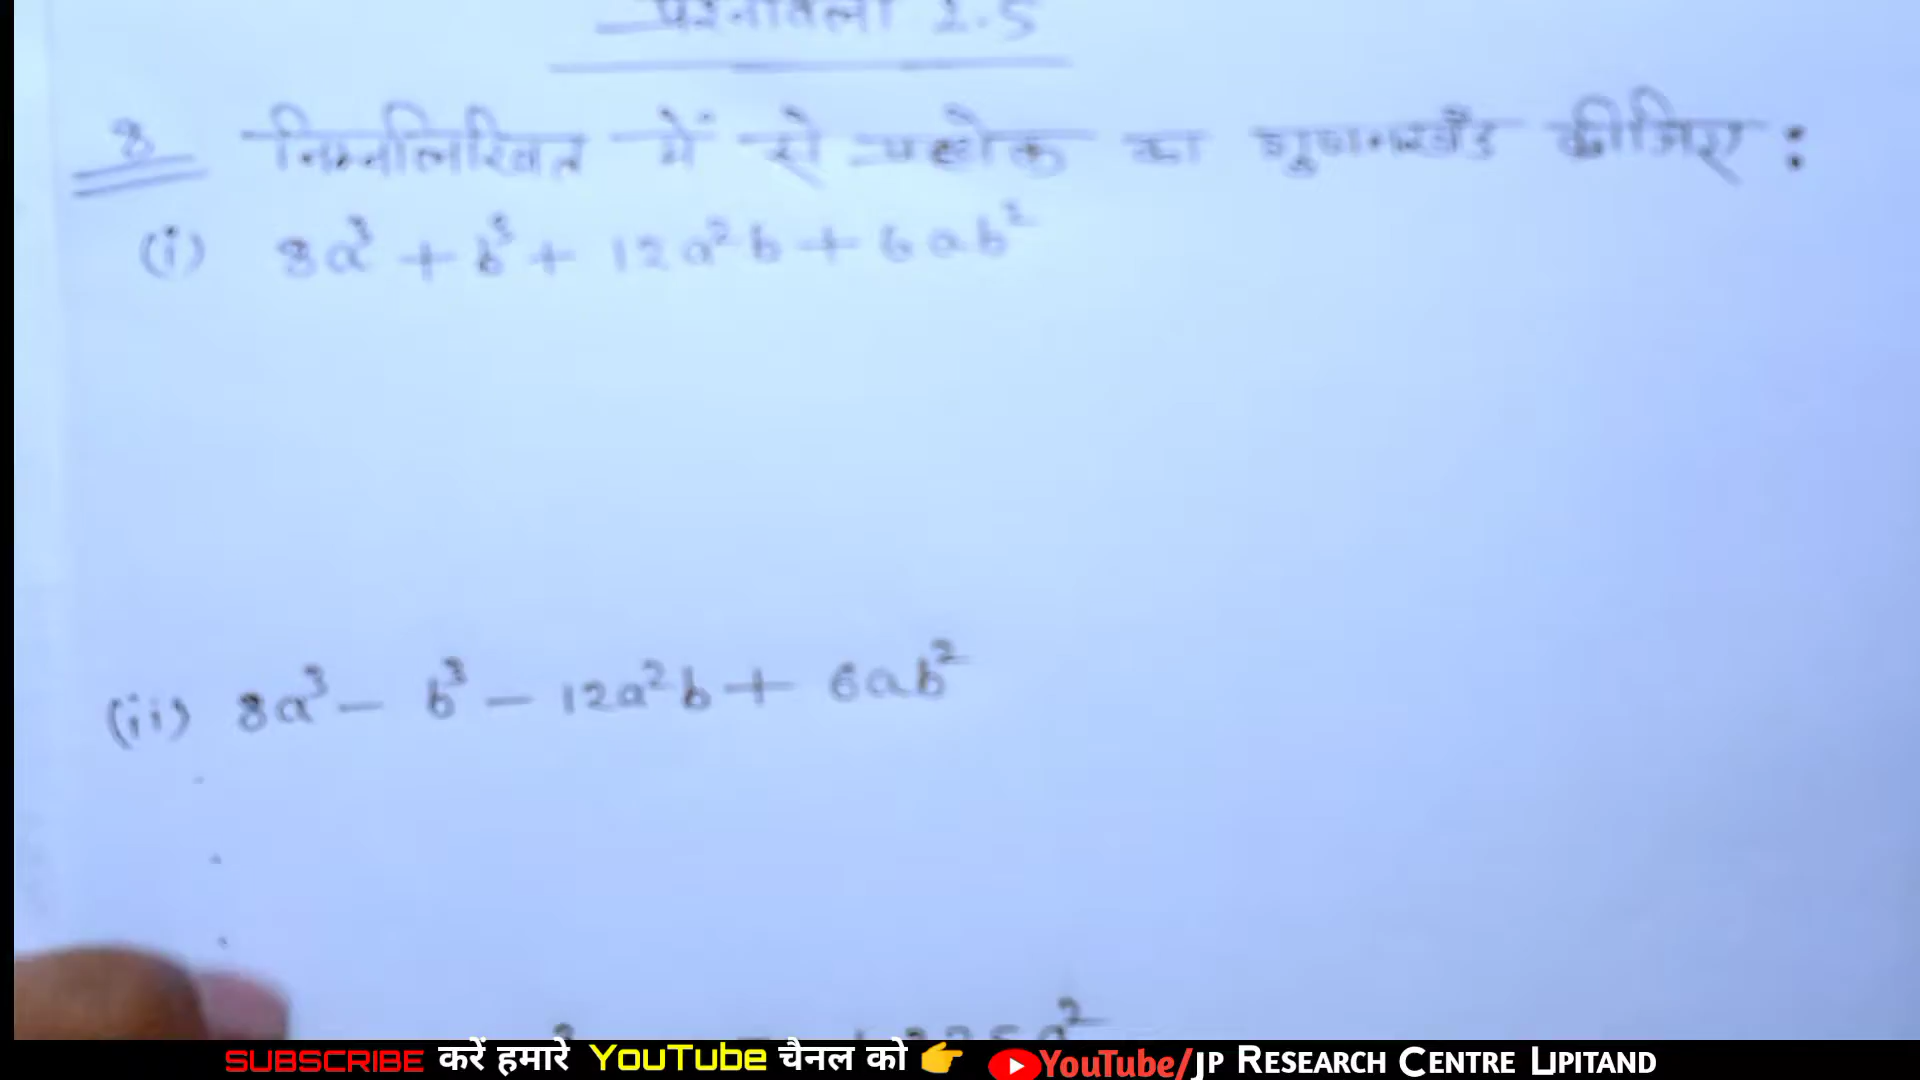 प्रश्नावली 2.5
8 निम्नलिखित में से प्रत्येक का गुणनखंड कीजिए :
(i) 8a³ + b³ + 12a²b + 6ab²
(ii) 8a³ - b³ - 12a²b + 6ab²
SUBSCRIBE करें हमारे YouTube चैनल को 👉 YouTube/JP RESEARCH CENTRE LIPITAND